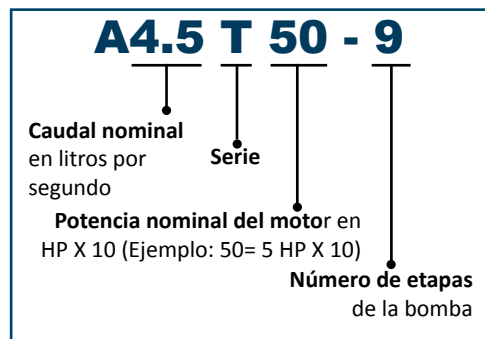 A4.5 T 50 - 9
Caudal nominal
en litros por
segundo
Serie
Potencia nominal del motor en
HP X 10 (Ejemplo: 50= 5 HP X 10)
Número de etapas
de la bomba